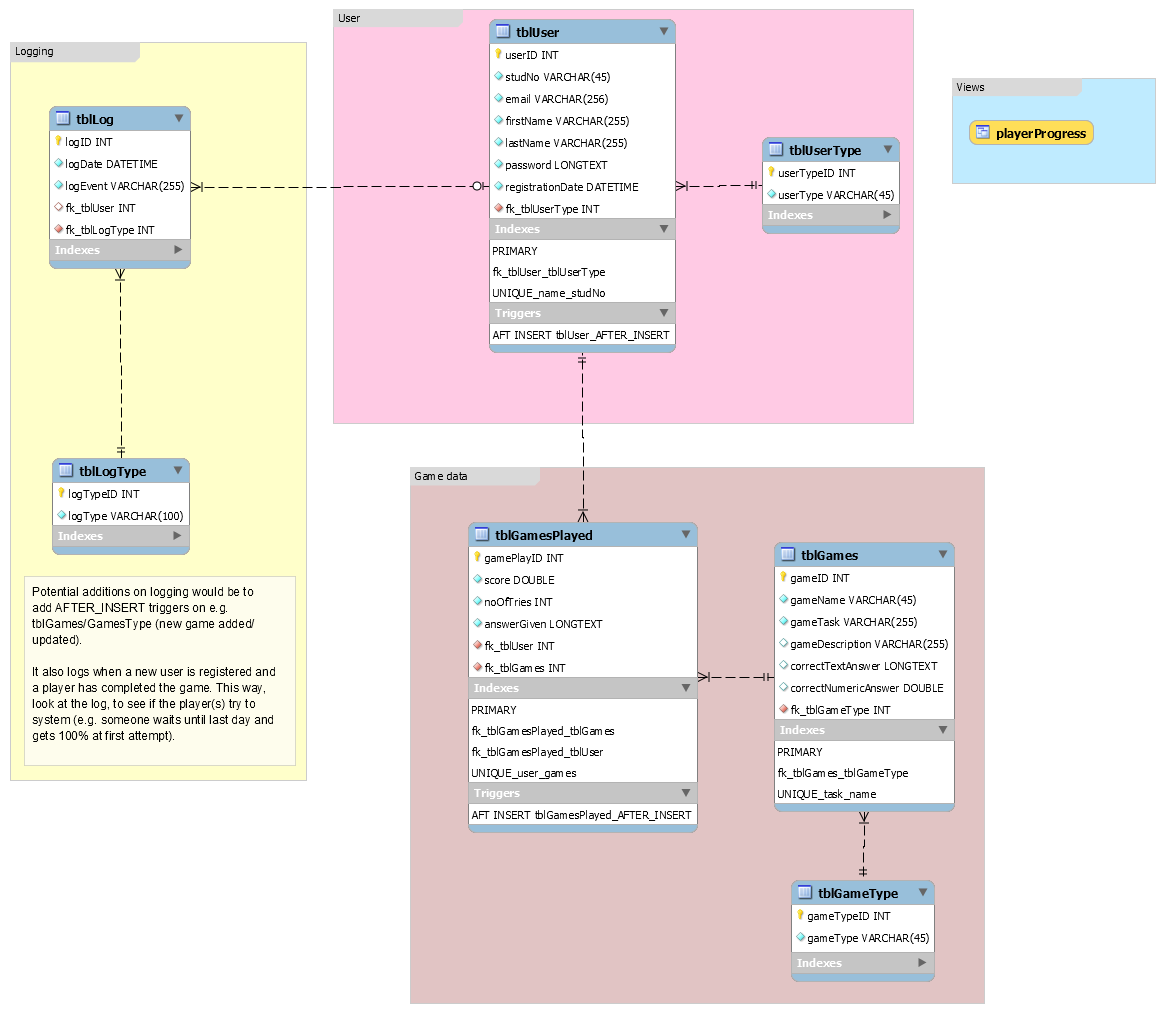 Logging
tblLog
logID INT
logDate DATETIME
logEvent VARCHAR(255)
fk_tblUser INT
fk_tblLogType INT
Indexes
tblLogType
logTypeID INT
logType VARCHAR(100)
Indexes
Potential additions on logging would be to
add AFTER_INSERT triggers on e.g.
tblGames/GamesType (new game added/
updated).
It also logs when a new user is registered and
a player has completed the game. This way,
look at the log, to see if the player(s) try to
system (e.g. someone waits until last day and
gets 100% at first attempt).
User
tblUser
userID INT
studNo VARCHAR(45)
email VARCHAR(256)
firstName VARCHAR(255)
lastName VARCHAR(255)
password LONGTEXT
registrationDate DATETIME
fk_tblUserType INT
Indexes
PRIMARY
fk_tblUser_tblUserType
UNIQUE_name_studNo
Triggers
AFT INSERT tblUser_AFTER_INSERT
tblUserType
userTypeID INT
userType VARCHAR(45)
Indexes
Views
playerProgress
Game data
tblGamesPlayed
gamePlayID INT
score DOUBLE
noOfTries INT
answerGiven LONGTEXT
fk_tblUser INT
fk_tblGames INT
Indexes
PRIMARY
fk_tblGamesPlayed_tblGames
fk_tblGamesPlayed_tblUser
UNIQUE_user_games
Triggers
AFT INSERT tblGamesPlayed_AFTER_INSERT
tblGames
gameID INT
gameName VARCHAR(45)
gameTask VARCHAR(255)
gameDescription VARCHAR(255)
correctTextAnswer LONGTEXT
correctNumericAnswer DOUBLE
fk_tblGameType INT
Indexes
PRIMARY
fk_tblGames_tblGameType
UNIQUE_task_name
tblGameType
gameTypeID INT
gameType VARCHAR(45)
Indexes